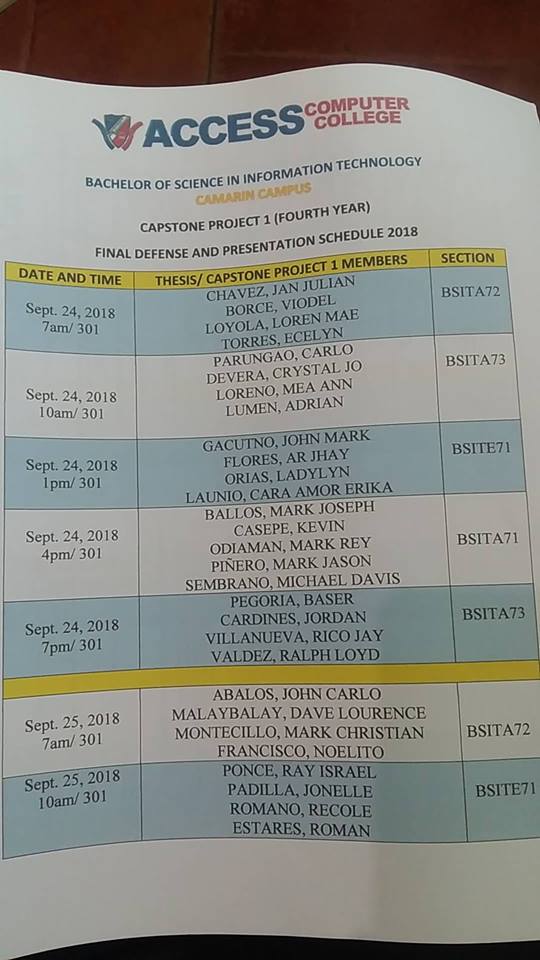 ACCESS COMPUTER COLLEGE
BACHELOR OF SCIENCE IN INFORMATION TECHNOLOGY
CAMARIN CAMPUS
CAPSTONE PROJECT 1 (FOURTH YEAR)
FINAL DEFENSE AND PRESENTATION SCHEDULE 2018
DATE AND TIME THESIS/ CAPSTONE PROJECT 1 MEMBERS SECTION
Sept. 24, 2018
7am/ 301
CHAVEZ, JAN JULIAN
BORCE, VIODEL
LOYOLA, LOREN MAE
TORRES, ECELYN
BSITA72
Sept. 24, 2018
10am/ 301
PARUNGAO, CARLO
DEVERA, CRYSTAL JO
LORENO, MEA ANN
LUMEN, ADRIAN
BSITA73
Sept. 24, 2018
1pm/ 301
GACUTNO, JOHN MARK
FLORES, AR JHAY
ORIAS, LADYLYN
LAUNIO, CARA AMOR ERIKA
BSITE71
Sept. 24, 2018
4pm/ 301
BALLOS, MARK JOSEPH
CASEPE, KEVIN
ODIAMAN, MARK REY
PIÑERO, MARK JASON
SEMBRANO, MICHAEL DAVIS
BSITA71
Sept. 24, 2018
7pm/ 301
PEGORIA, BASER
CARDINES, JORDAN
VILLANUEVA, RICO JAY
VALDEZ, RALPH LOYD
BSITA73
Sept. 25, 2018
7am/ 301
ABALOS, JOHN CARLO
MALAYBALAY, DAVE LOURENCE
MONTECILLO, MARK CHRISTIAN
FRANCISCO, NOELITO
BSITA72
Sept. 25, 2018
10am/ 301
PONCE, RAY ISRAEL
PADILLA, JONELLE
ROMANO, RECOLE
ESTARES, ROMAN
BSITE71